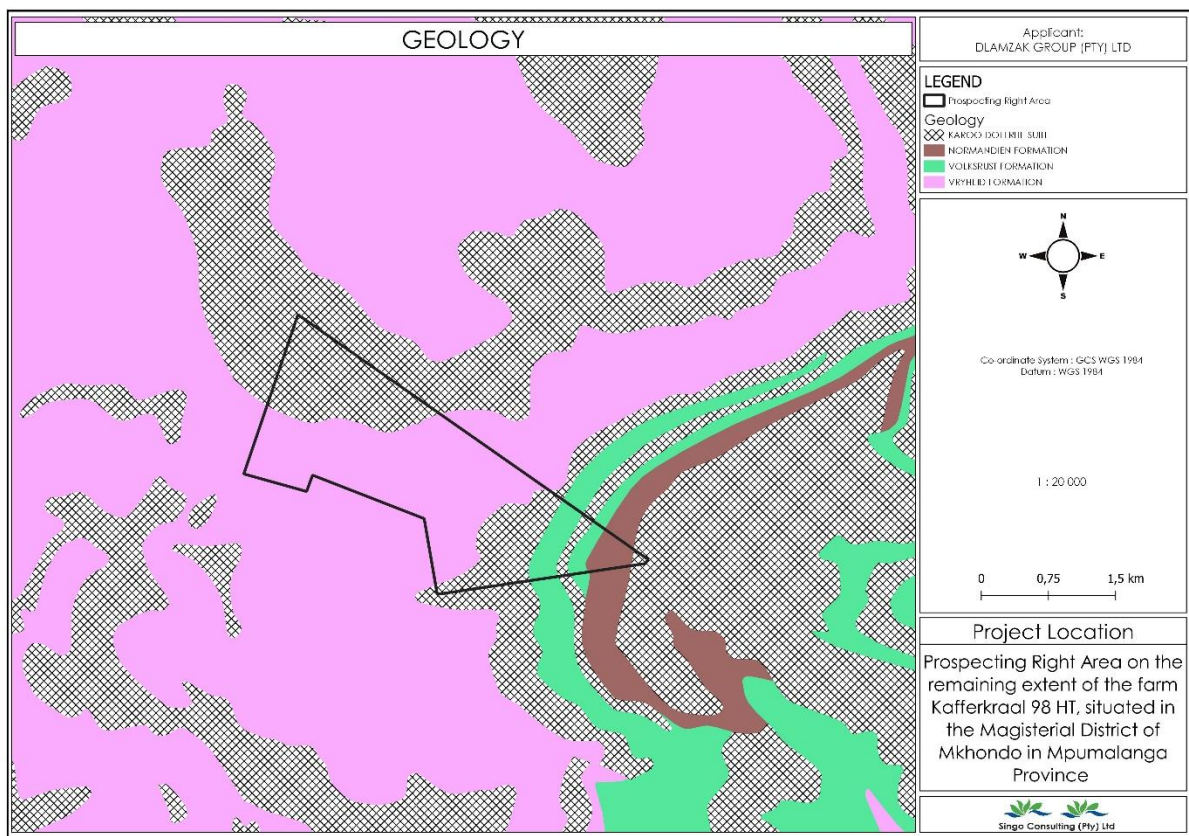 GEOLOGY
Applicant:
DLAMZAK GROUP (PTY) LTD
LEGEND
Prospecting Right Area
Geology
KAROO DOLERITE SUITE
NORMANDIEN FORMATION
VOLKSRUST FORMATION
VRYHEID FORMATION
N
W
E
S
Co-ordinate System : GCS WGS 1984
Datum : WGS 1984
1 : 20 000
0 0,75 1,5 km
Project Location
Prospecting Right Area on the
remaining extent of the farm
Kafferkraal 98 HT, situated in
the Magisterial District of
Mkhondo in Mpumalanga
Province
Singo Consulting (Pty) Ltd